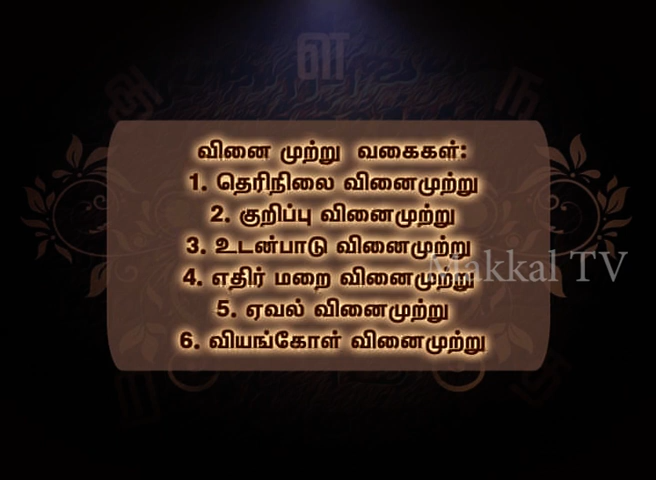 ள
அ
ந
வினை முற்று வகைகள்:
1. தெரிநிலை வினைமுற்று
2. குறிப்பு வினைமுற்று
3. உடன்பாடு வினைமுற்று
4. எதிர் மறை வினைமுற்று
Makkal TV
5. ஏவல் வினைமுற்று
6. வியங்கோள் வினைமுற்று